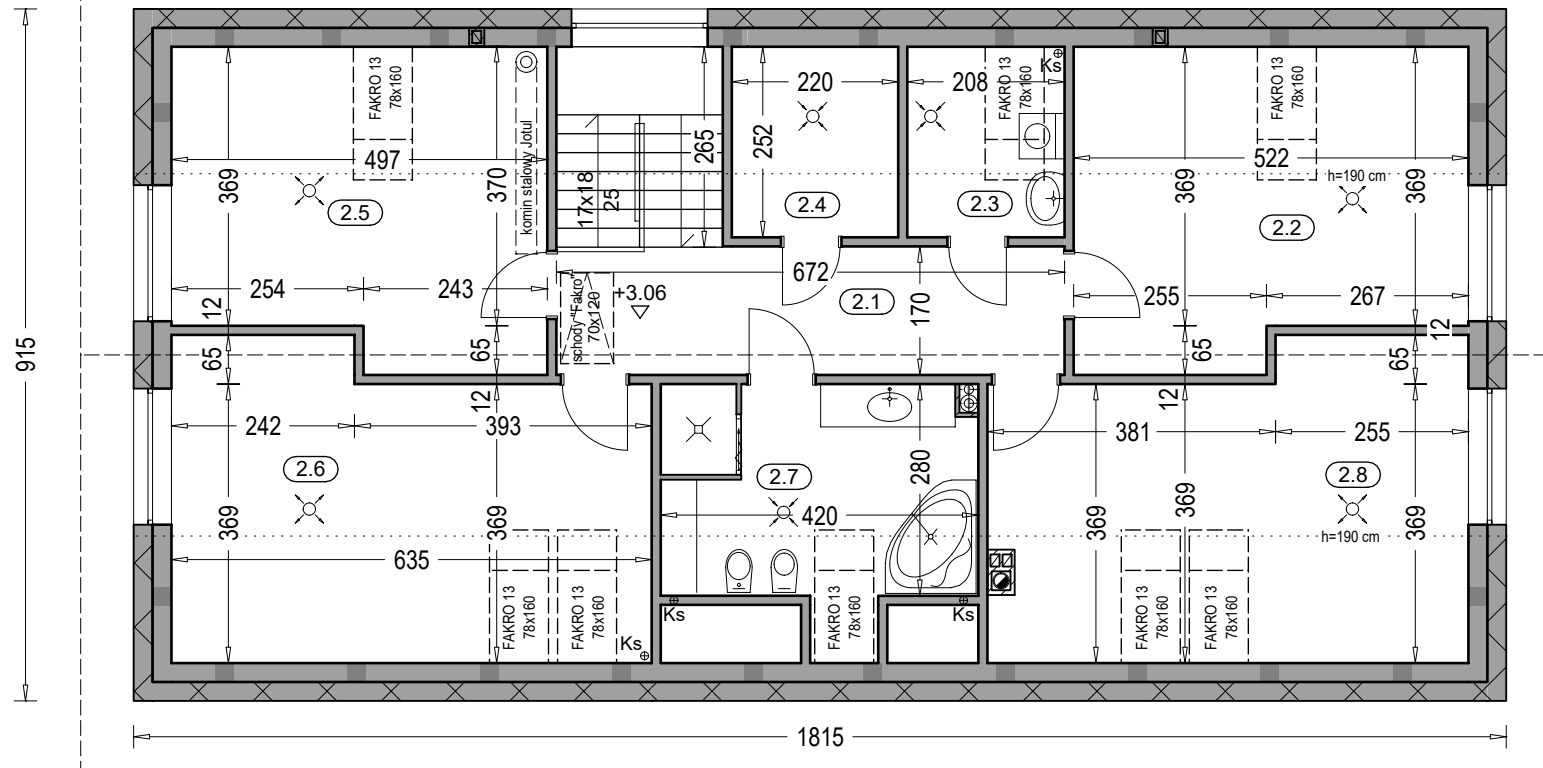 FAKRO 13
78x160
369
497
370
komin stalowy Jotul
2.5
254
243
12
65
17x18
25
265
220
252
2.4
208
FAKRO 13
78x160
Ks
2.3
FAKRO 13
78x160
522
369
369
h=190 cm
2.2
255
267
12
65
65
672
schody "Fakro"
70x120
+3.06
2.1
170
915
65
12
242
393
2.6
369
369
635
FAKRO 13
78x160
FAKRO 13
78x160
Ks
2.7
280
420
Ks
FAKRO 13
78x160
Ks
12
381
255
2.8
369
369
369
h=190 cm
FAKRO 13
78x160
FAKRO 13
78x160
1815